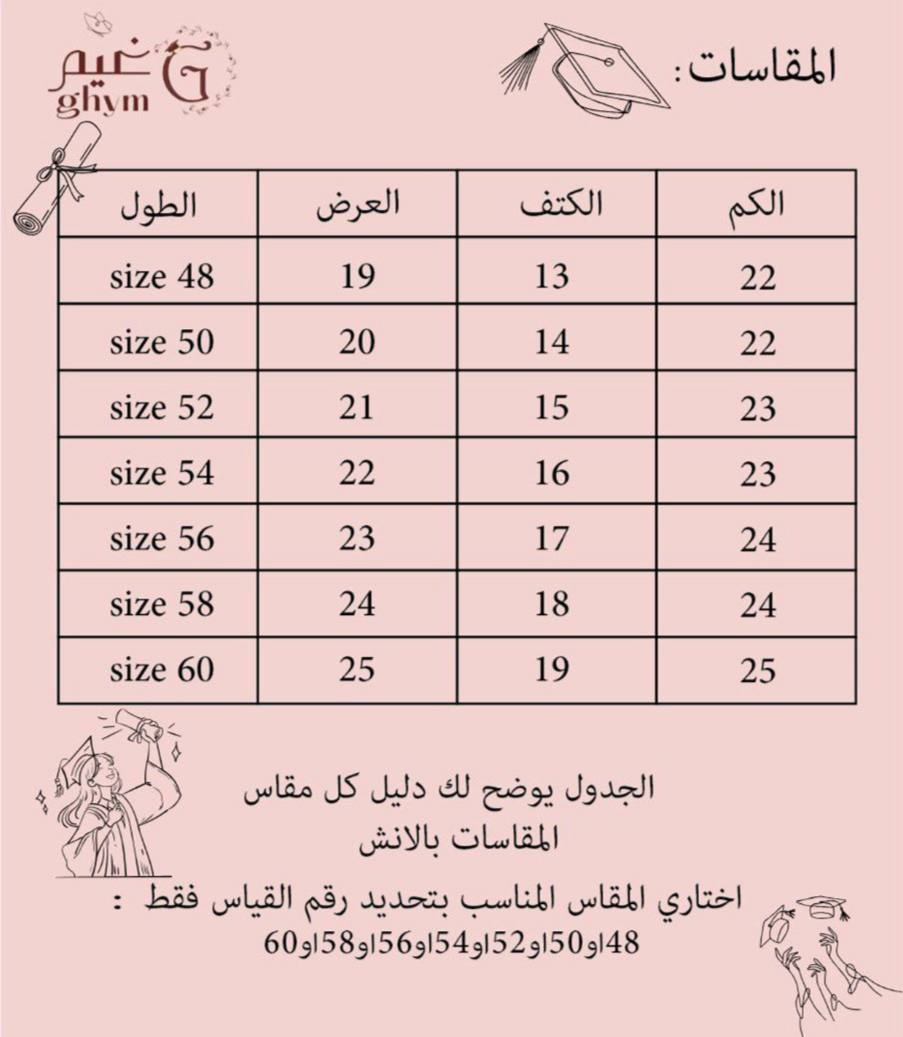 غيم
ghym
المقاسات:
الكم الكتف العرض الطول
22 13 19 size 48
22 14 20 size 50
23 15 21 size 52
23 16 22 size 54
24 17 23 size 56
24 18 24 size 58
25 19 25 size 60
الجدول يوضح لك دليل كل مقاس
المقاسات بالانش
اختاري المقاس المناسب بتحديد رقم القياس فقط :
48او50او52او54او56او58او60